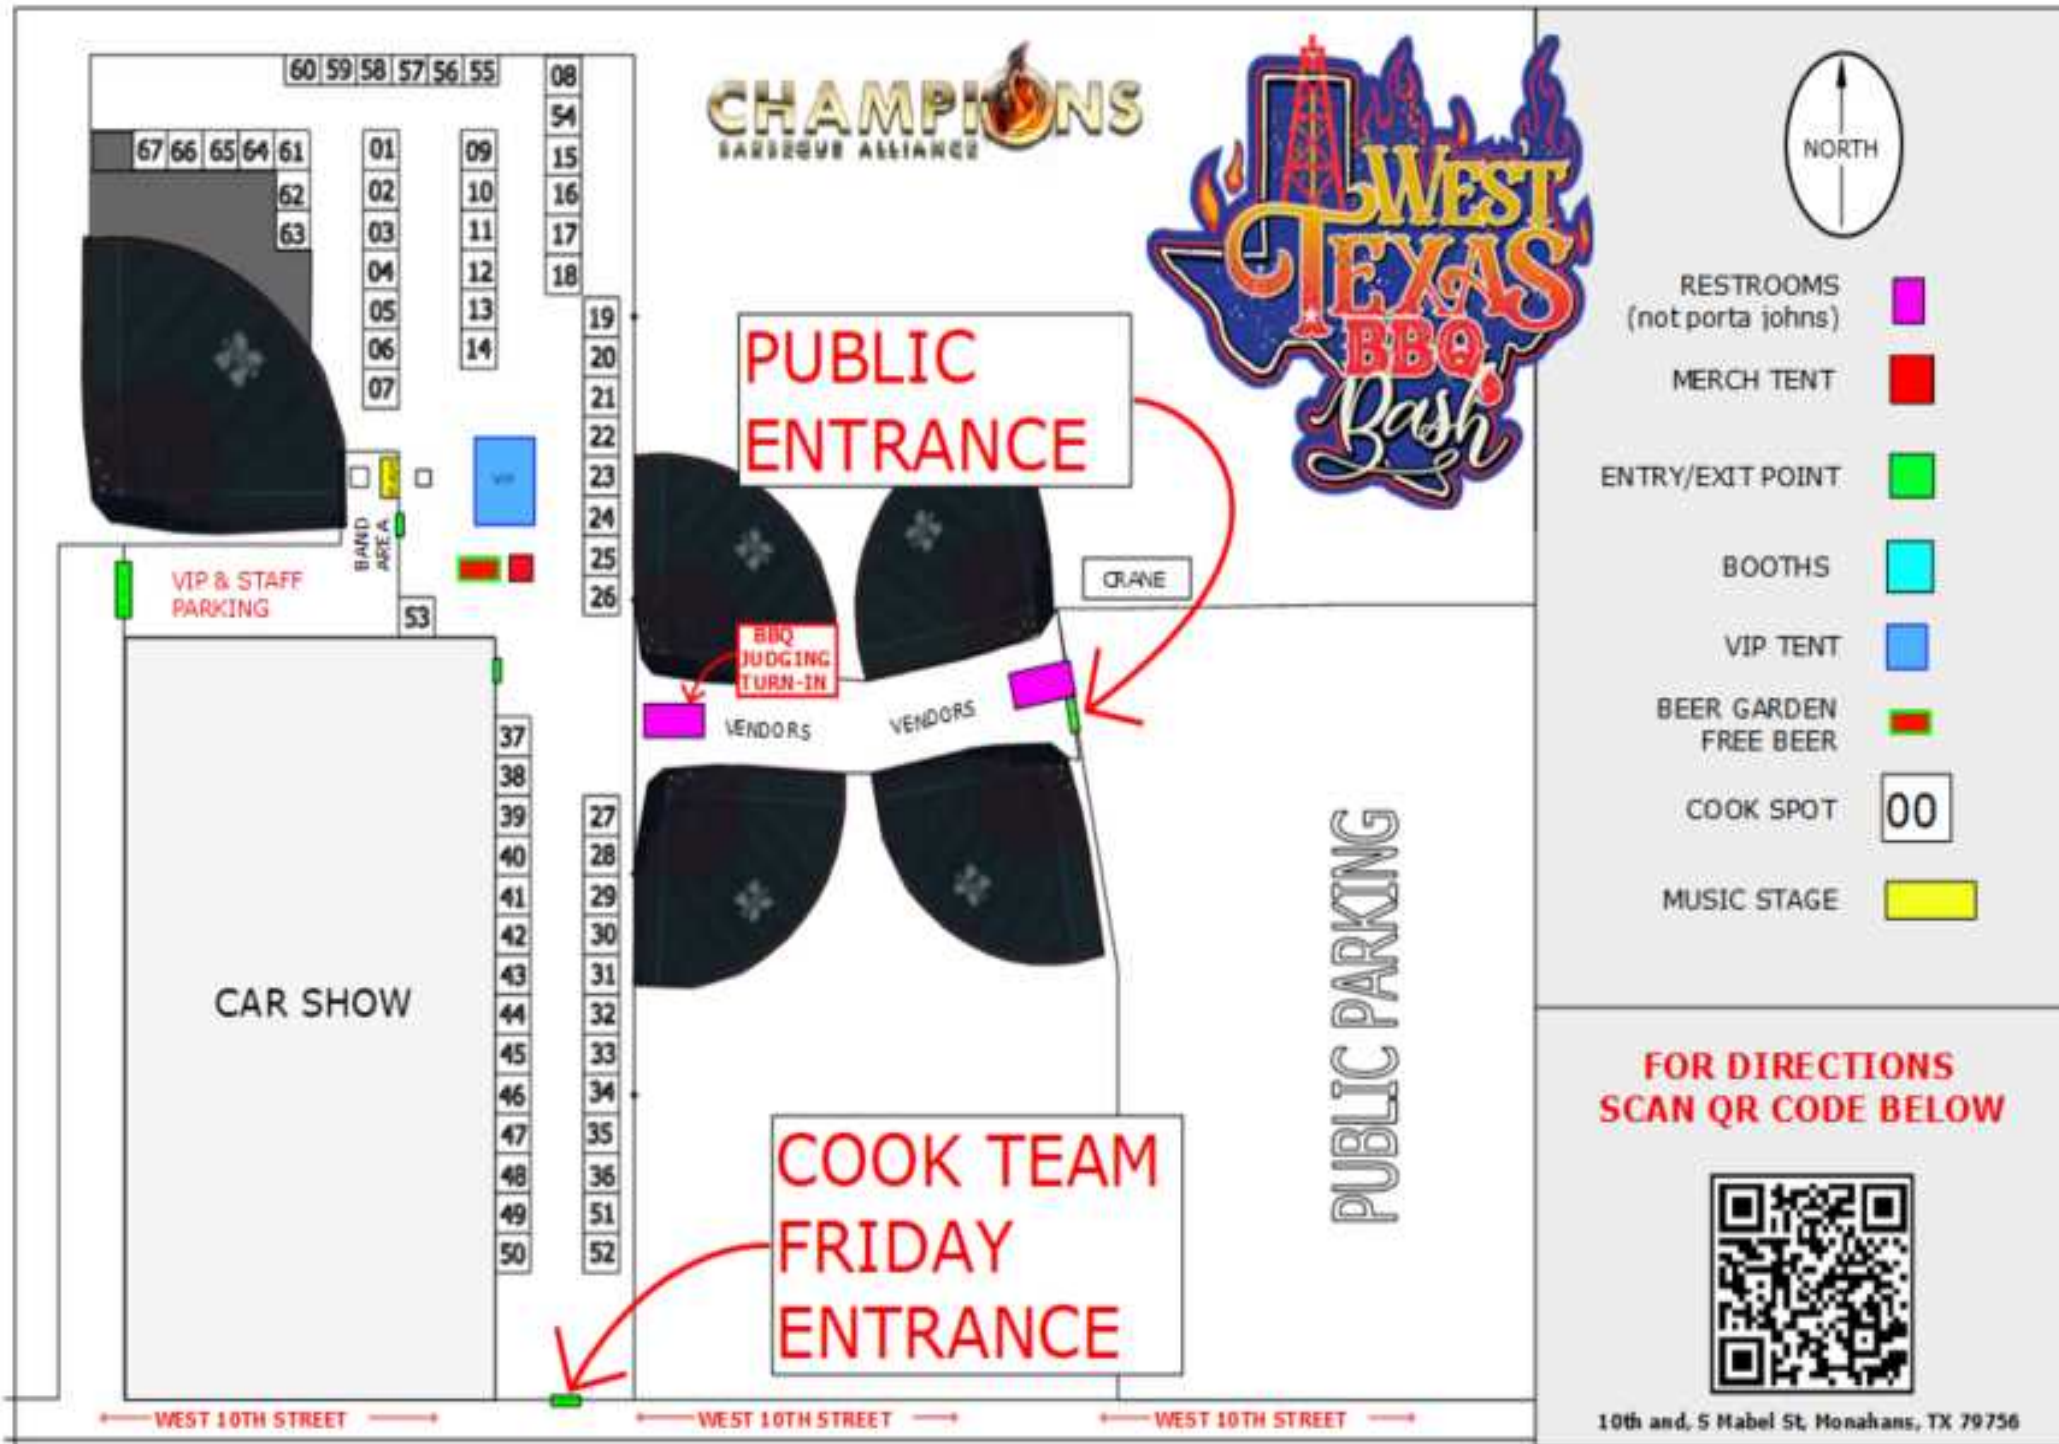 CHAMPIONS
BARBEQUE ALLIANCE
WEST
TEXAS
BBQ
Bash
60 59 58 57 56 55
08
54
15
16
17
18
67 66 65 64 61
62
63
01
02
03
04
05
06
07
09
10
11
12
13
14
19
20
21
22
23
24
25
26
VIP
BAND
AREA
VIP & STAFF
PARKING
53
PUBLIC
ENTRANCE
CRANE
BBQ
JUDGING
TURN-IN
VENDORS
VENDORS
37
38
39
40
41
42
43
44
45
46
47
48
49
50
27
28
29
30
31
32
33
34
35
36
51
52
CAR SHOW
PUBLIC PARKING
COOK TEAM
FRIDAY
ENTRANCE
WEST 10TH STREET
WEST 10TH STREET
WEST 10TH STREET
NORTH
RESTROOMS
(not porta johns)
MERCH TENT
ENTRY/EXIT POINT
BOOTHS
VIP TENT
BEER GARDEN
FREE BEER
COOK SPOT 00
MUSIC STAGE
FOR DIRECTIONS
SCAN QR CODE BELOW
10th and, S Mabel St, Monahans, TX 79756